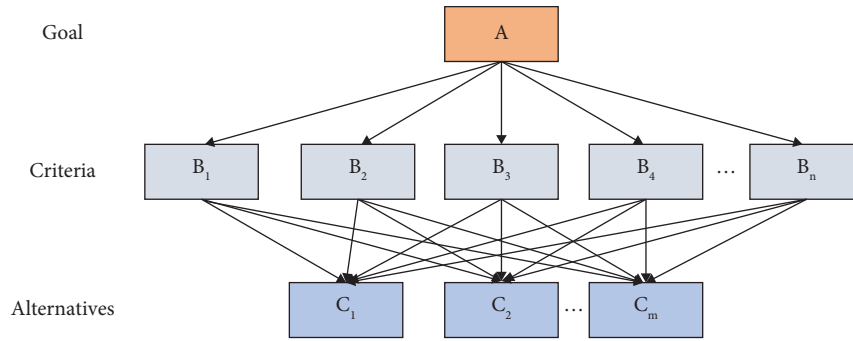 Goal A
Criteria B₁ B₂ B₃ B₄ … Bₙ
Alternatives C₁ C₂ … Cₘ